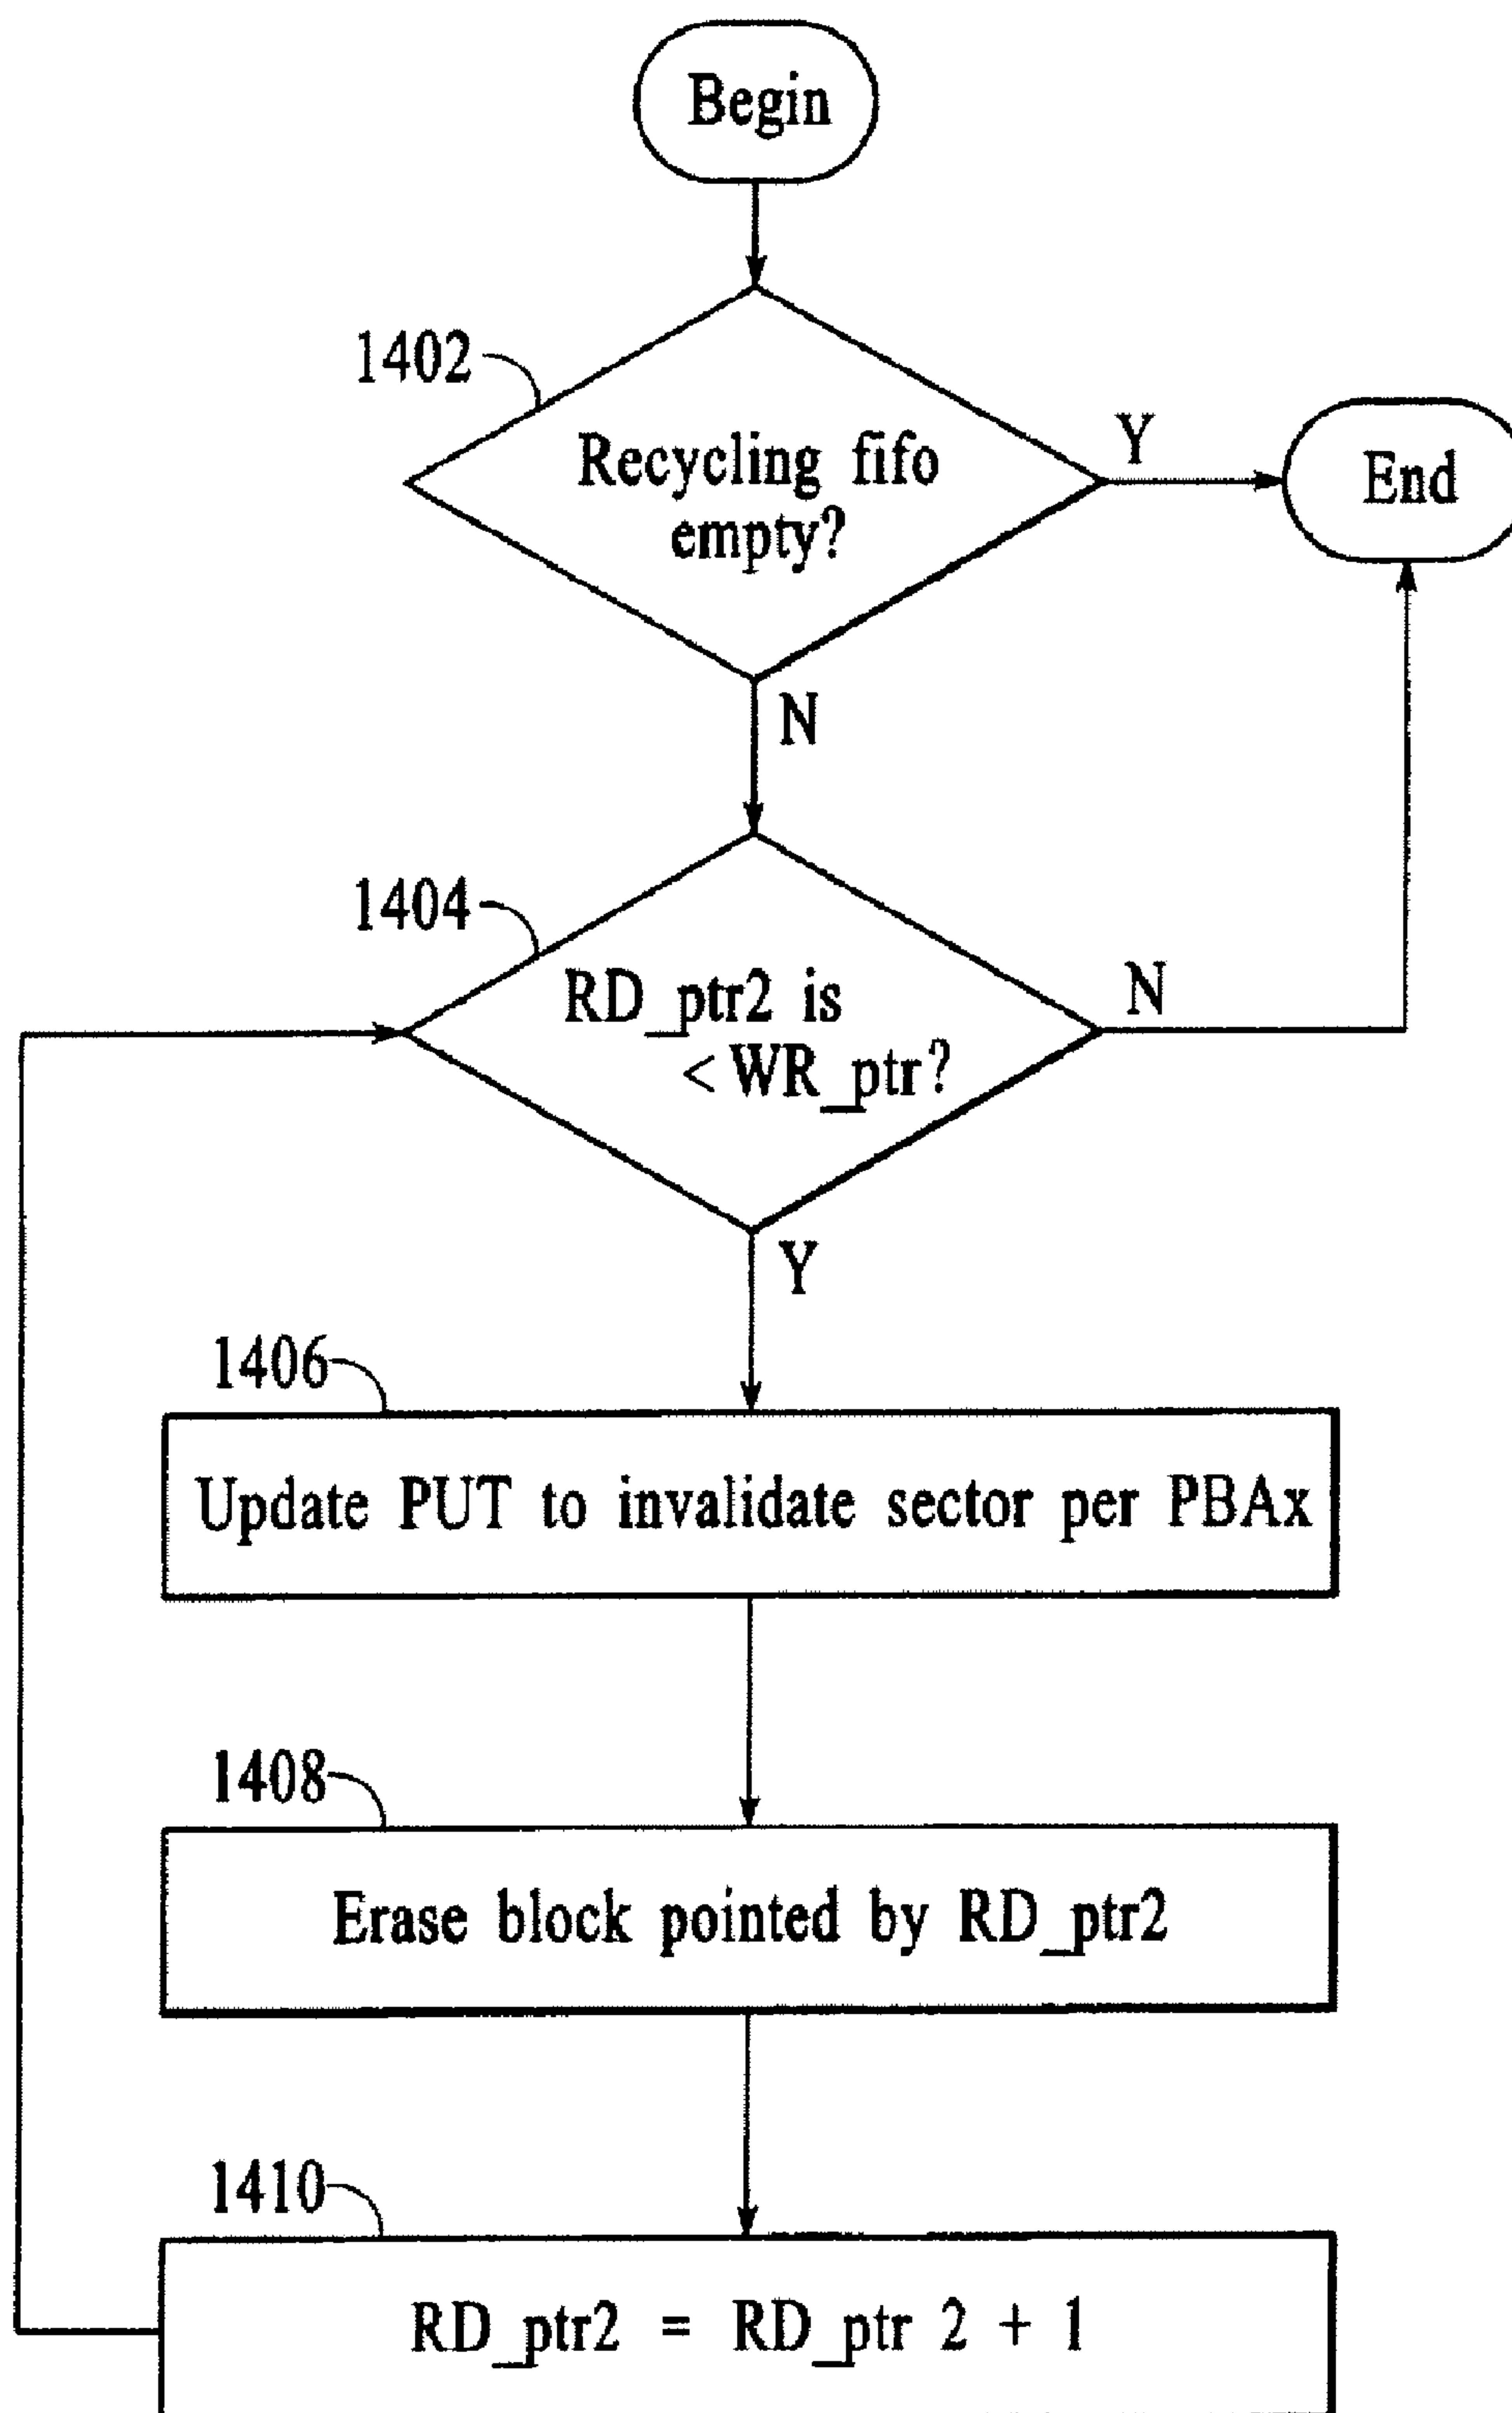 Begin
1402
Recycling fifo
empty?
Y
End
N
1404
RD_ptr2 is
< WR_ptr?
N
Y
1406
Update PUT to invalidate sector per PBAx
1408
Erase block pointed by RD_ptr2
1410
RD_ptr2 = RD_ptr 2 + 1